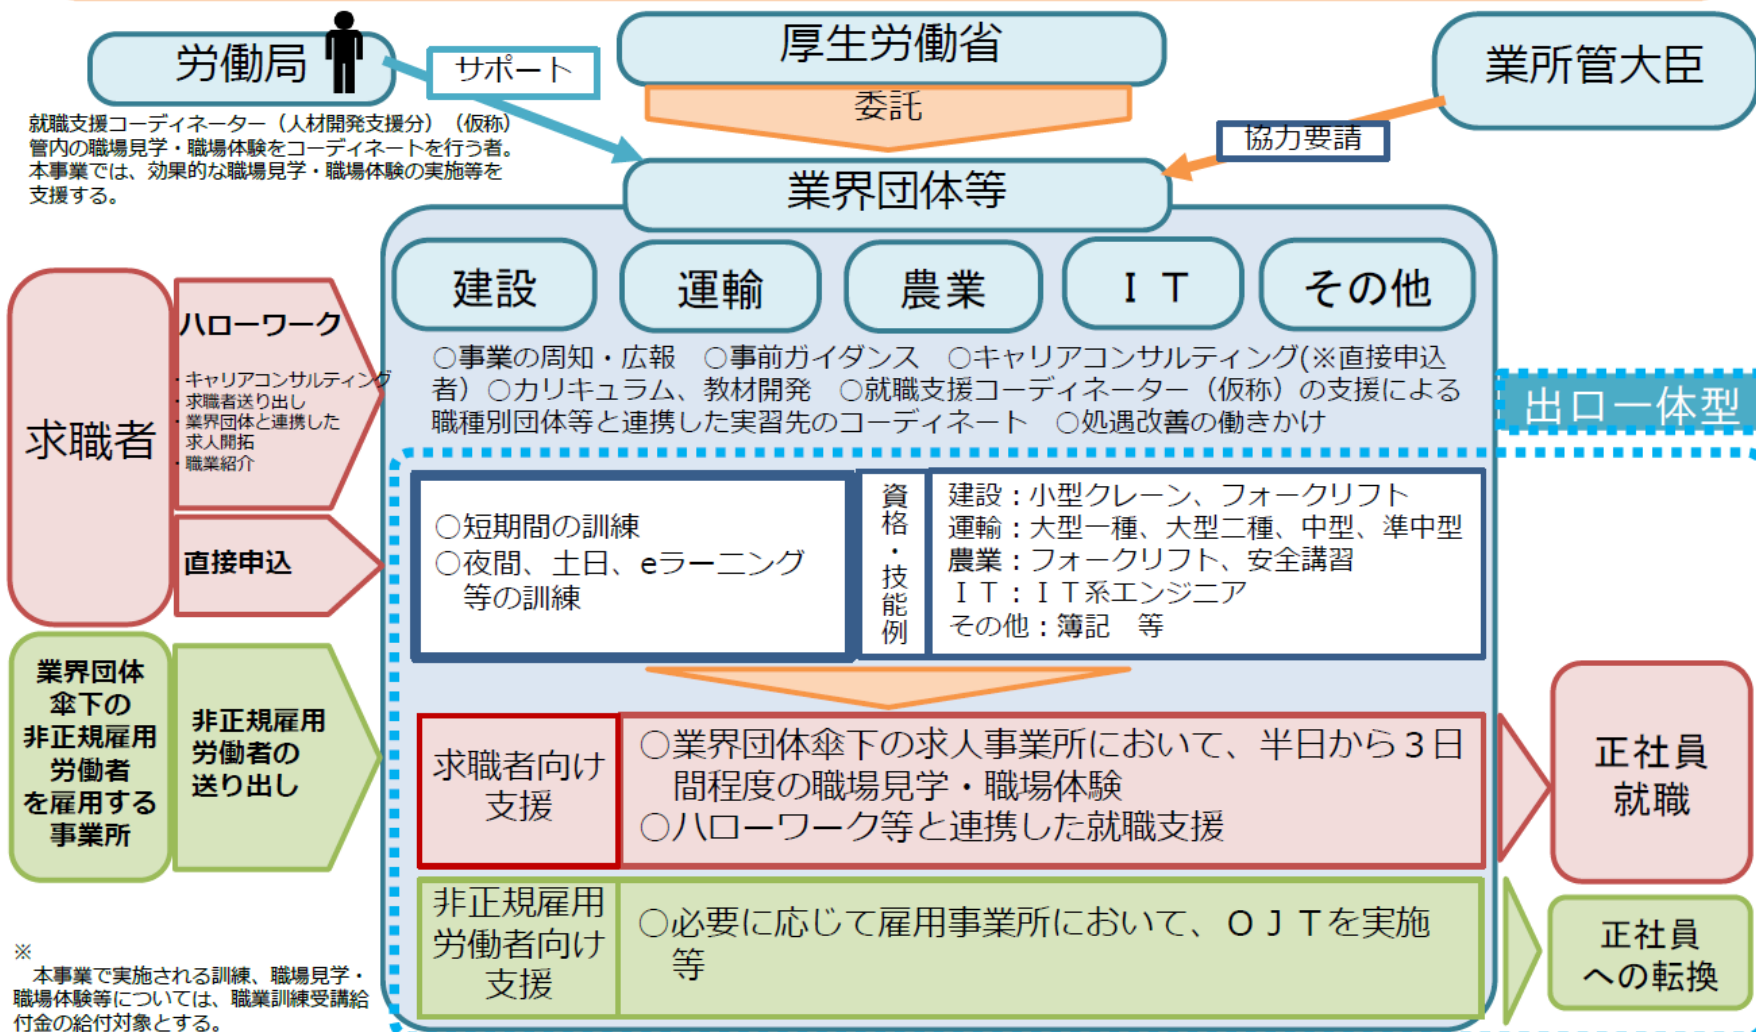 労働局
サポート
厚生労働省
委託
業所管大臣
協力要請
就職支援コーディネーター（人材開発支援分）（仮称）
管内の職場見学・職場体験をコーディネートを行う者。
本事業では、効果的な職場見学・職場体験の実施等を
支援する。
業界団体等
建設
運輸
農業
ＩＴ
その他
○事業の周知・広報　○事前ガイダンス　○キャリアコンサルティング(※直接申込
者）○カリキュラム、教材開発　○就職支援コーディネーター（仮称）の支援による
職種別団体等と連携した実習先のコーディネート　○処遇改善の働きかけ
出口一体型
求職者
ハローワーク
・キャリアコンサルティング
・求職者送り出し
・業界団体と連携した
求人開拓
・職業紹介
直接申込
○短期間の訓練
○夜間、土日、eラーニング
等の訓練
資格・技能例
建設：小型クレーン、フォークリフト
運輸：大型一種、大型二種、中型、準中型
農業：フォークリフト、安全講習
ＩＴ：ＩＴ系エンジニア
その他：簿記　等
業界団体
傘下の
非正規雇用
労働者
を雇用する
事業所
非正規雇用
労働者の
送り出し
求職者向け
支援
○業界団体傘下の求人事業所において、半日から３日
間程度の職場見学・職場体験
○ハローワーク等と連携した就職支援
正社員
就職
非正規雇用
労働者向け
支援
○必要に応じて雇用事業所において、ＯＪＴを実施
等
正社員
への転換
※
本事業で実施される訓練、職場見学・
職場体験等については、職業訓練受講給
付金の給付対象とする。